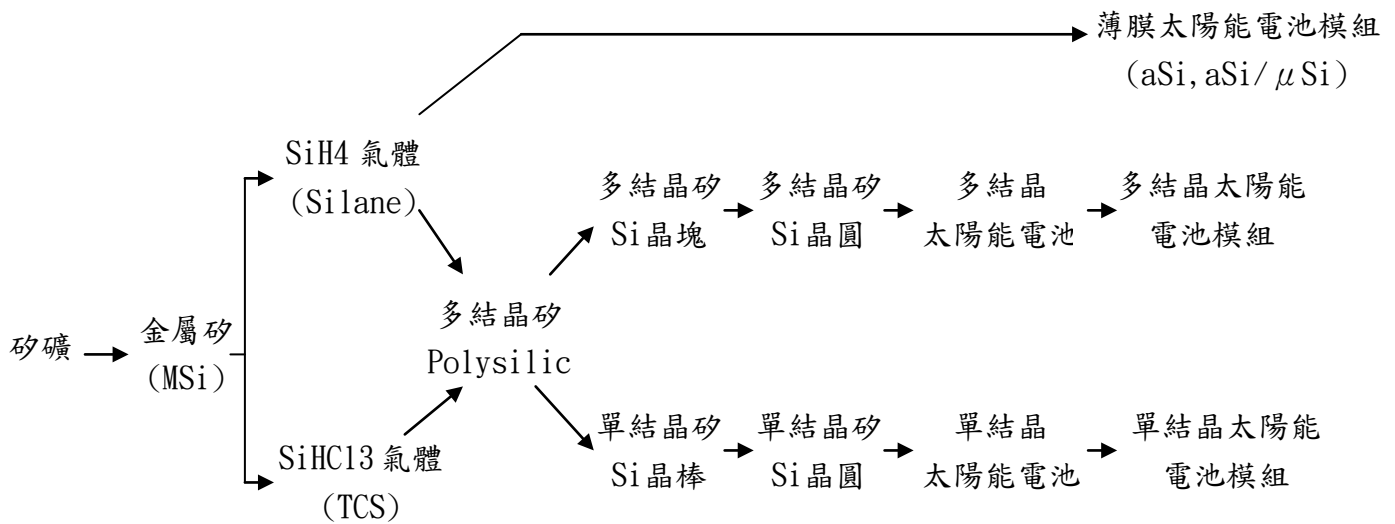 薄膜太陽能電池模組
(aSi,aSi/μSi)
SiH4 氣體
(Silane)
多結晶矽
Si晶塊
多結晶矽
Si晶圓
多結晶
太陽能電池
多結晶太陽能
電池模組
矽礦
金屬矽
(MSi)
多結晶矽
Polysilic
SiHCl3 氣體
(TCS)
單結晶矽
Si晶棒
單結晶矽
Si晶圓
單結晶
太陽能電池
單結晶太陽能
電池模組